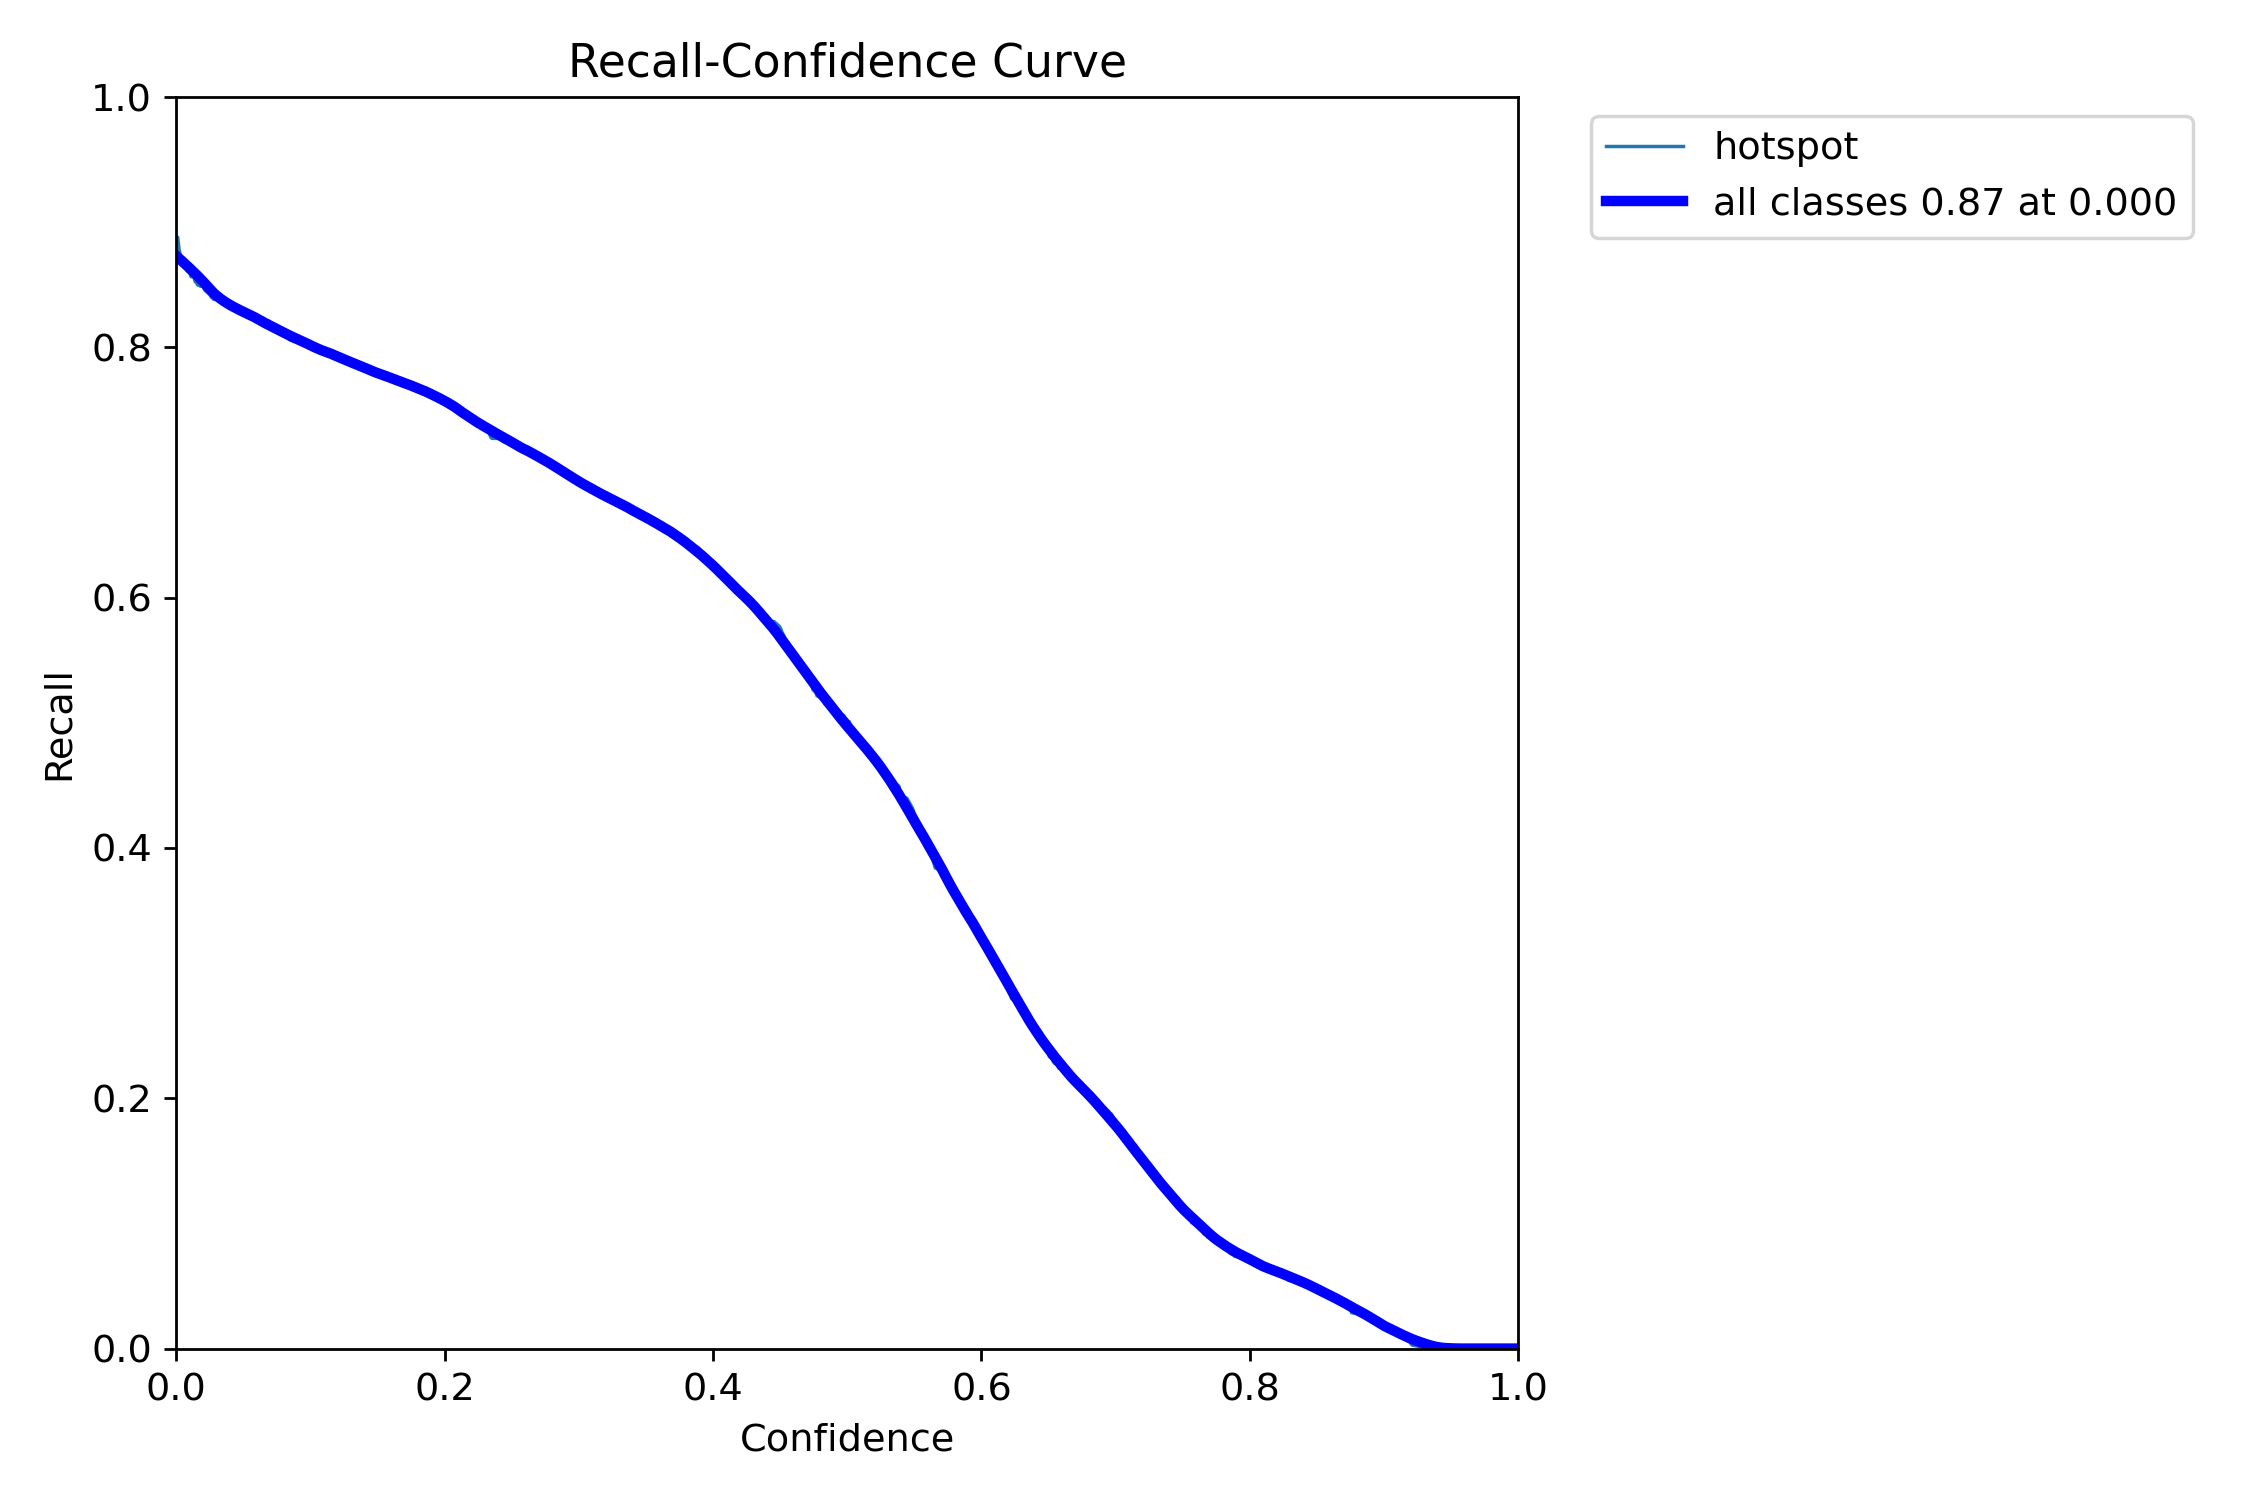 Recall-Confidence Curve
hotspot
all classes 0.87 at 0.000
1.0
0.8
0.6
0.4
0.2
0.0
Recall
0.0 0.2 0.4 0.6 0.8 1.0
Confidence